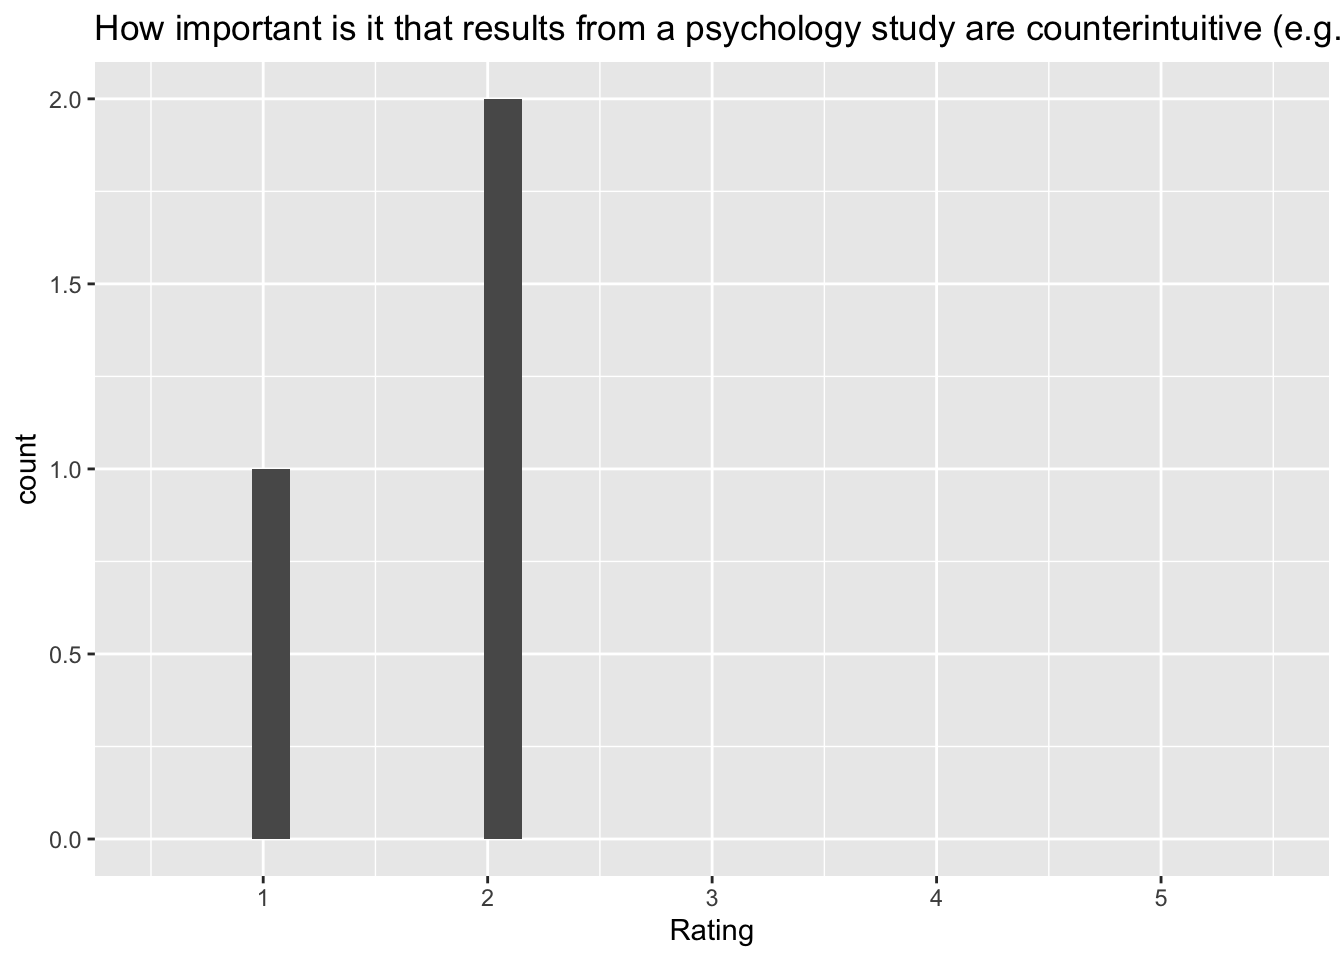 How important is it that results from a psychology study are counterintuitive (e.g.
2.0
1.5
1.0
0.5
0.0
count
1 2 3 4 5
Rating